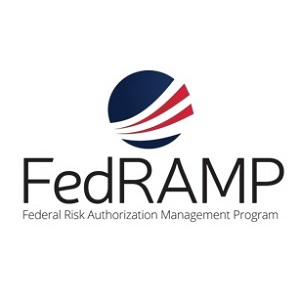 FedRAMP
Federal Risk Authorization Management Program